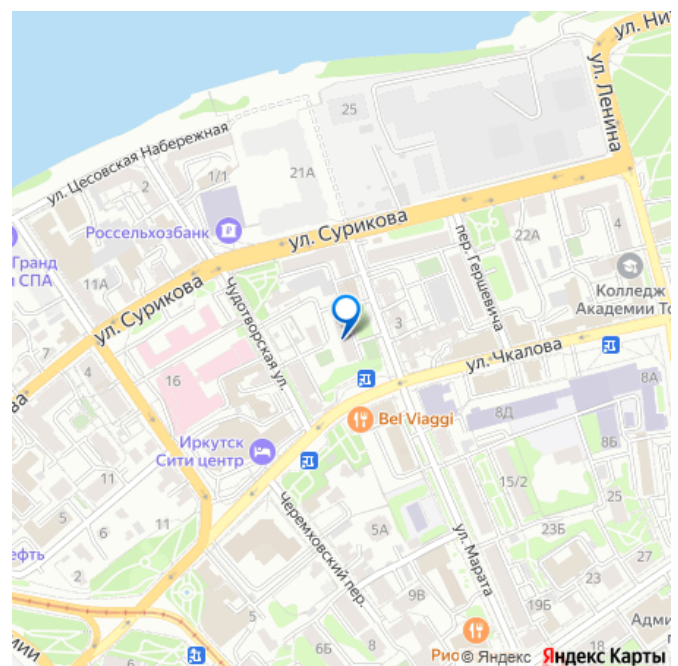 ул. Ни
ул. Ленина
25
ул. Цесовская Набережная
21А
1/1
2
Россельхозбанк
ул. Сурикова
пер. Гершевича
22А
4
Гранд
СПА
11А
Колледж
Академии То
Чудотворская ул.
ул. Сурикова
3
7
4
ул. Чкалова
16
8А
Bel Viaggi
8Д
Иркутск
Сити центр
8Б
11
15/2
5
6
11
25
5А
23Б
ул. Марата
27
Черемховский пер.
23
9В
19Б
Адми
2
6Б
8
Рио
18
© Яндекс Яндекс Карты